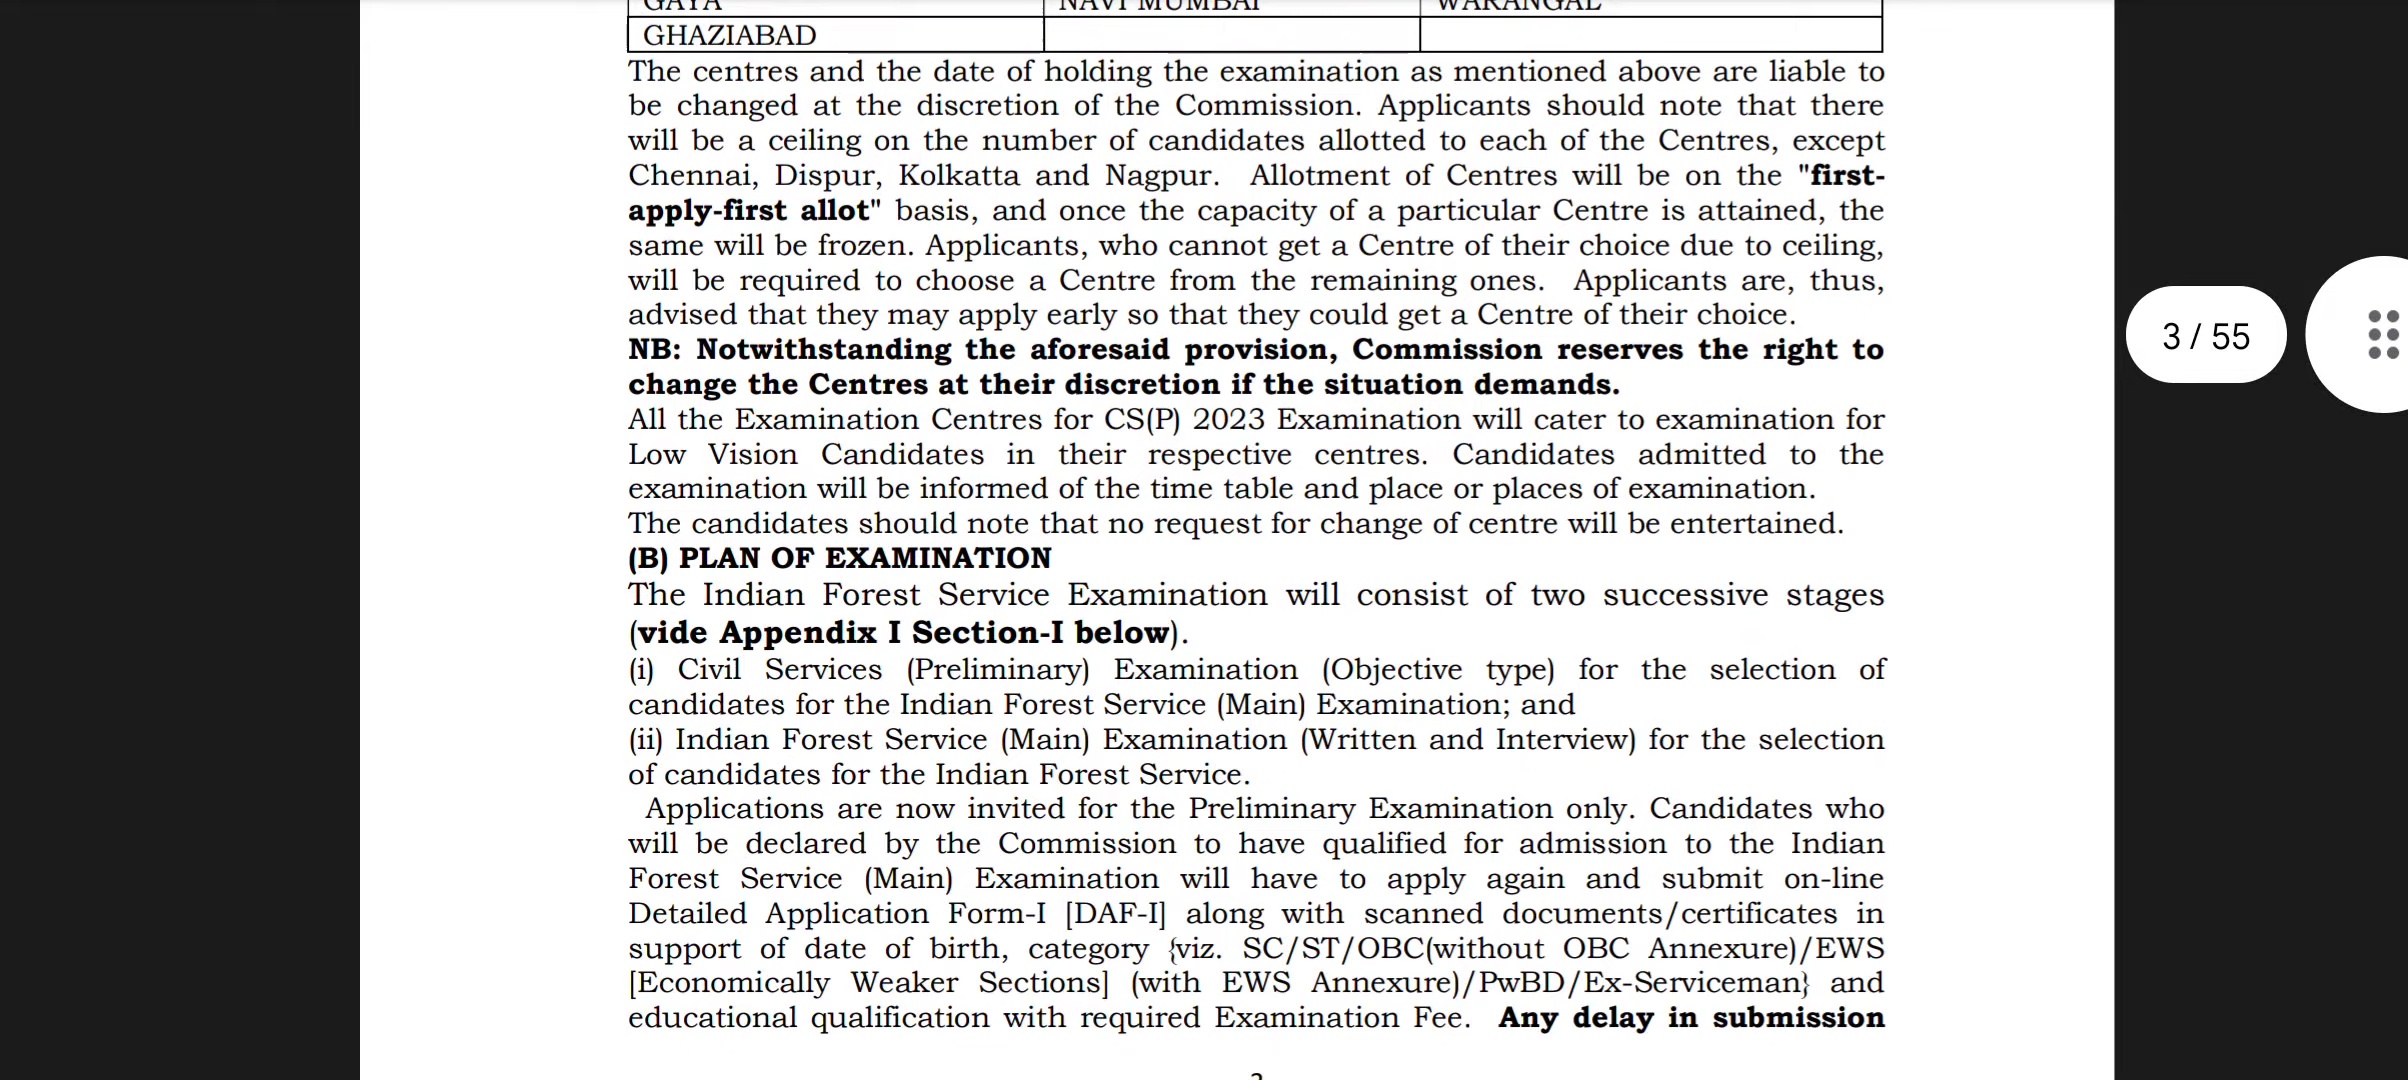 GAYA NAVI MUMBAI WARANGAL
GHAZIABAD
The centres and the date of holding the examination as mentioned above are liable to
be changed at the discretion of the Commission. Applicants should note that there
will be a ceiling on the number of candidates allotted to each of the Centres, except
Chennai, Dispur, Kolkatta and Nagpur. Allotment of Centres will be on the "first-
apply-first allot" basis, and once the capacity of a particular Centre is attained, the
same will be frozen. Applicants, who cannot get a Centre of their choice due to ceiling,
will be required to choose a Centre from the remaining ones. Applicants are, thus,
advised that they may apply early so that they could get a Centre of their choice.
NB: Notwithstanding the aforesaid provision, Commission reserves the right to
change the Centres at their discretion if the situation demands.
All the Examination Centres for CS(P) 2023 Examination will cater to examination for
Low Vision Candidates in their respective centres. Candidates admitted to the
examination will be informed of the time table and place or places of examination.
The candidates should note that no request for change of centre will be entertained.
(B) PLAN OF EXAMINATION
The Indian Forest Service Examination will consist of two successive stages
(vide Appendix I Section-I below).
(i) Civil Services (Preliminary) Examination (Objective type) for the selection of
candidates for the Indian Forest Service (Main) Examination; and
(ii) Indian Forest Service (Main) Examination (Written and Interview) for the selection
of candidates for the Indian Forest Service.
Applications are now invited for the Preliminary Examination only. Candidates who
will be declared by the Commission to have qualified for admission to the Indian
Forest Service (Main) Examination will have to apply again and submit on-line
Detailed Application Form-I [DAF-I] along with scanned documents/certificates in
support of date of birth, category {viz. SC/ST/OBC(without OBC Annexure)/EWS
[Economically Weaker Sections] (with EWS Annexure)/PwBD/Ex-Serviceman} and
educational qualification with required Examination Fee. Any delay in submission
3 / 55